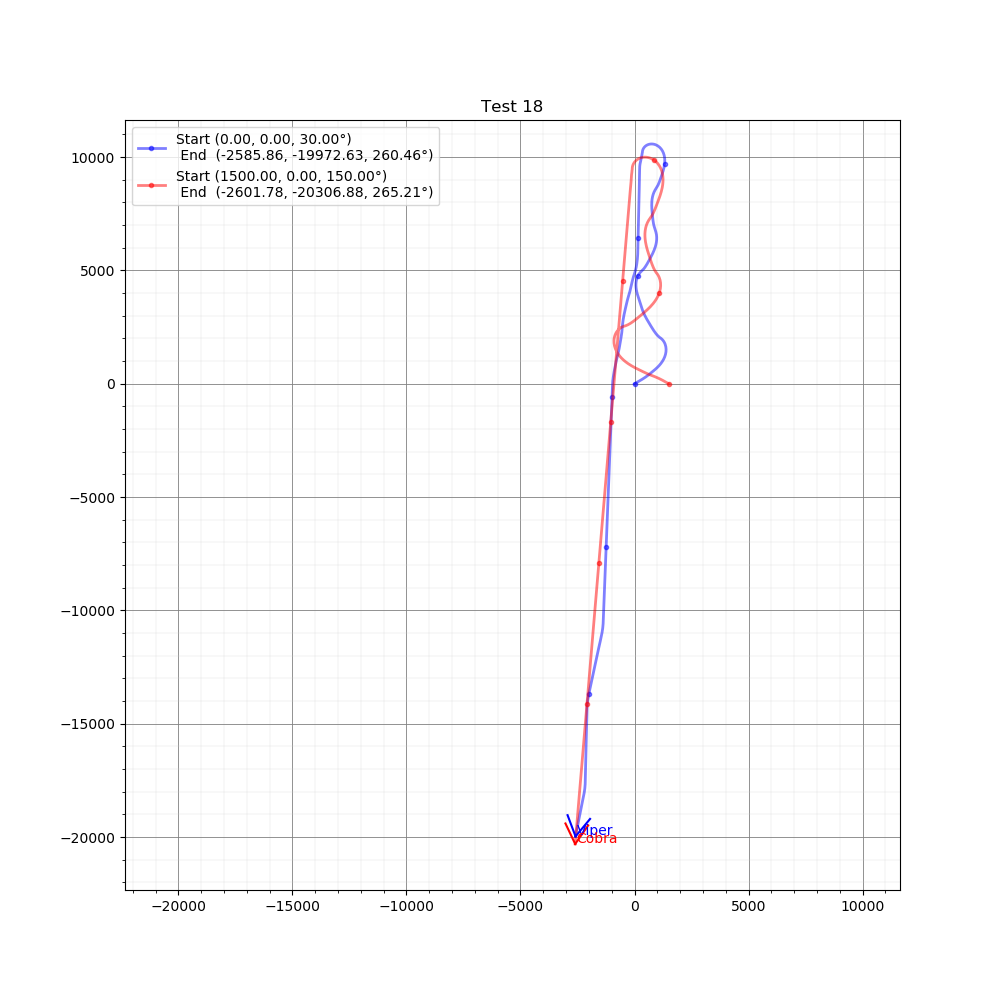 Test 18
Start (0.00, 0.00, 30.00°)
End (-2585.86, -19972.63, 260.46°)
Start (1500.00, 0.00, 150.00°)
End (-2601.78, -20306.88, 265.21°)
10000
5000
0
−5000
−10000
−15000
−20000
Viper
Cobra
−20000 −15000 −10000 −5000 0 5000 10000